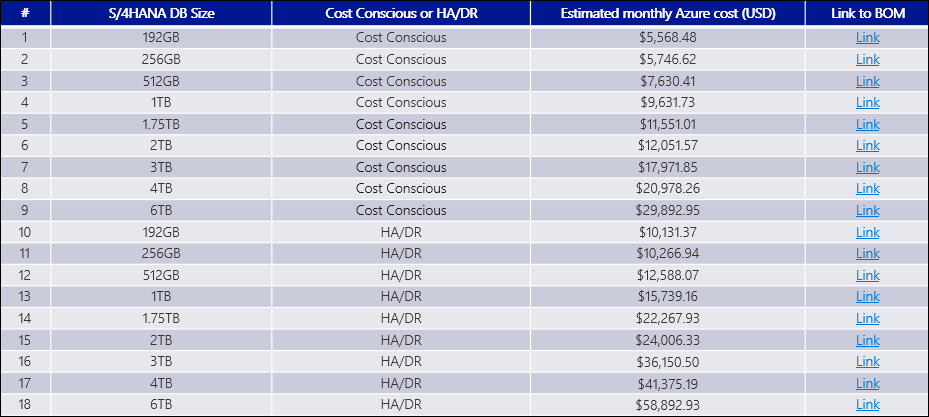 # S/4HANA DB Size Cost Conscious or HA/DR Estimated monthly Azure cost (USD) Link to BOM
1 192GB Cost Conscious $5,568.48 Link
2 256GB Cost Conscious $5,746.62 Link
3 512GB Cost Conscious $7,630.41 Link
4 1TB Cost Conscious $9,631.73 Link
5 1.75TB Cost Conscious $11,551.01 Link
6 2TB Cost Conscious $12,051.57 Link
7 3TB Cost Conscious $17,971.85 Link
8 4TB Cost Conscious $20,978.26 Link
9 6TB Cost Conscious $29,892.95 Link
10 192GB HA/DR $10,131.37 Link
11 256GB HA/DR $10,266.94 Link
12 512GB HA/DR $12,588.07 Link
13 1TB HA/DR $15,739.16 Link
14 1.75TB HA/DR $22,267.93 Link
15 2TB HA/DR $24,006.33 Link
16 3TB HA/DR $36,150.50 Link
17 4TB HA/DR $41,375.19 Link
18 6TB HA/DR $58,892.93 Link